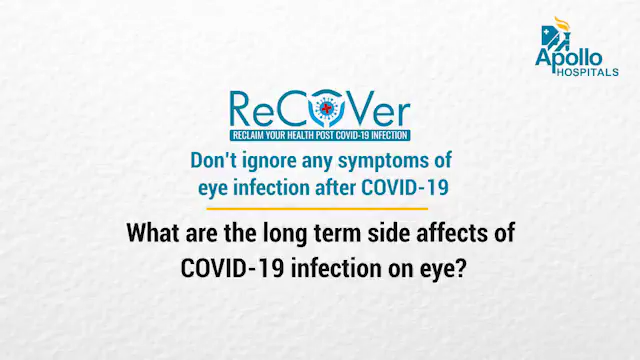 Apollo
HOSPITALS
ReCOVer
RECLAIM YOUR HEALTH POST COVID-19 INFECTION
Don't ignore any symptoms of
eye infection after COVID-19
What are the long term side affects of
COVID-19 infection on eye?